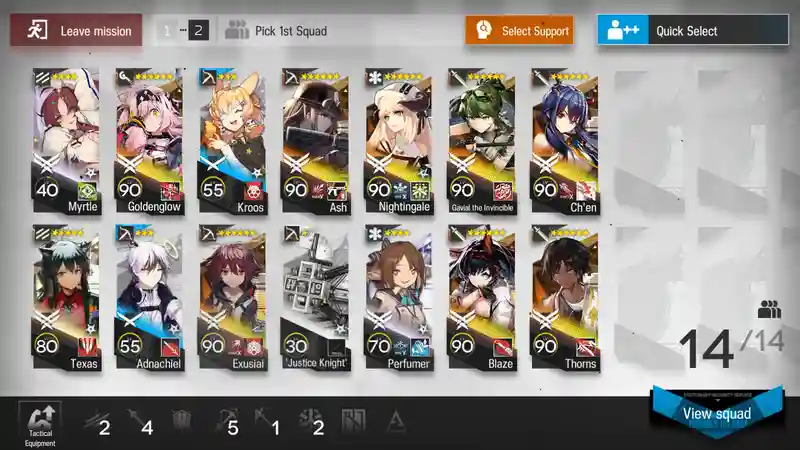 Leave mission
1 -- 2
Pick 1st Squad
Select Support
Quick Select
40
Myrtle
90
Goldenglow
55
Kroos
90
Ash
90
Nightingale
90
Gavial the Invincible
90
Ch'en
80
Texas
55
Adnachiel
90
Exusiai
30
'Justice Knight'
70
Perfumer
90
Blaze
90
Thorns
14/14
Tactical
Equipment
2
4
5
1
2
View squad